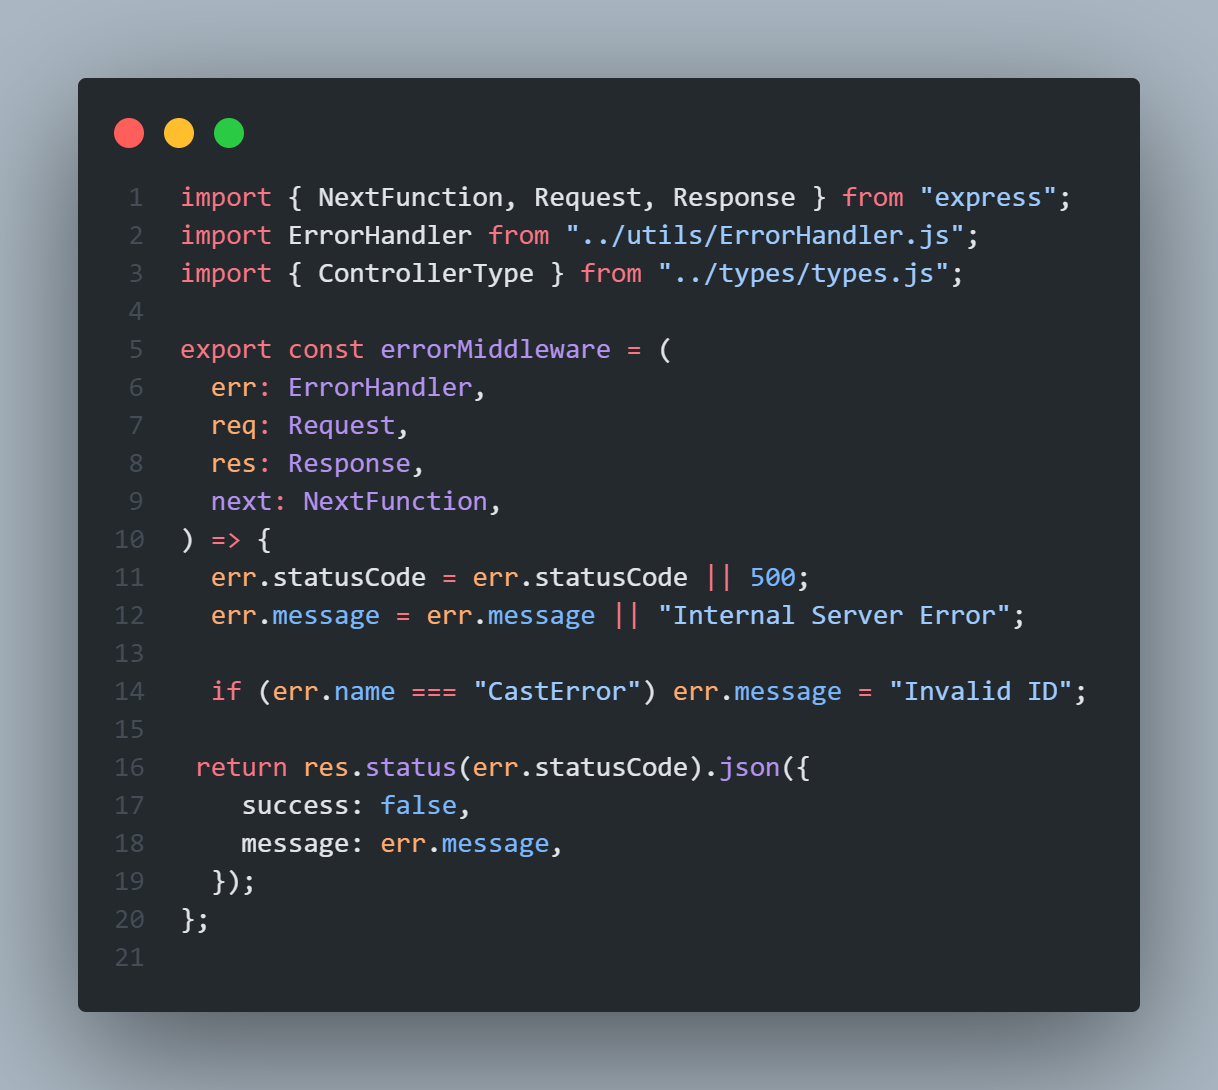 1 import { NextFunction, Request, Response } from "express";
2 import ErrorHandler from "../utils/ErrorHandler.js";
3 import { ControllerType } from "../types/types.js";
4
5 export const errorMiddleware = (
6   err: ErrorHandler,
7   req: Request,
8   res: Response,
9   next: NextFunction,
10 ) => {
11   err.statusCode = err.statusCode || 500;
12   err.message = err.message || "Internal Server Error";
13
14   if (err.name === "CastError") err.message = "Invalid ID";
15
16  return res.status(err.statusCode).json({
17     success: false,
18     message: err.message,
19   });
20 };
21